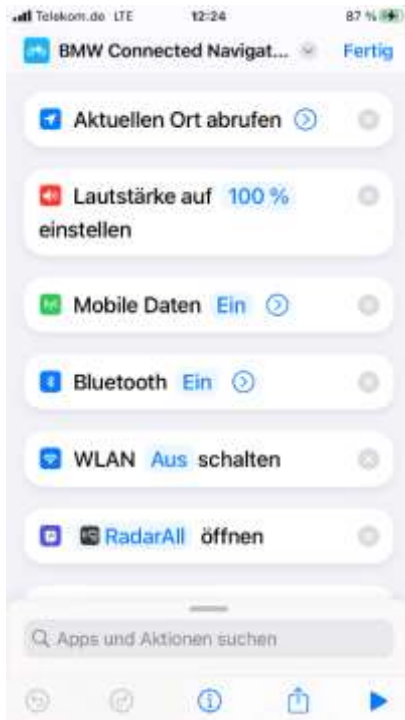 Telekom.de LTE 12:24 87 %
BMW Connected Navigat... Fertig
Aktuellen Ort abrufen
Lautstärke auf 100 %
einstellen
Mobile Daten Ein
Bluetooth Ein
WLAN Aus schalten
RadarAll öffnen
Apps und Aktionen suchen